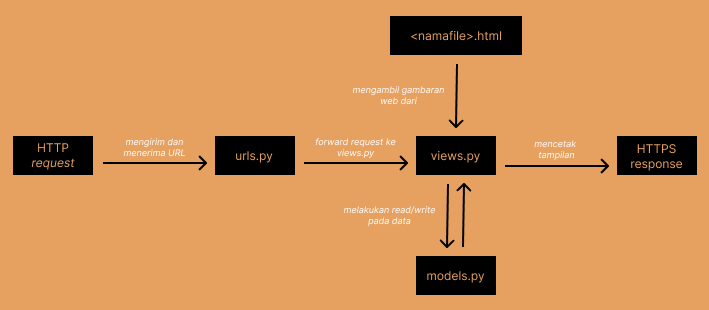 <namafile>.html
mengambil gambaran
web dari
HTTP
request
mengirim dan
menerima URL
urls.py
forward request ke
views.py
views.py
mencetak
tampilan
HTTPS
response
melakukan read/write
pada data
models.py